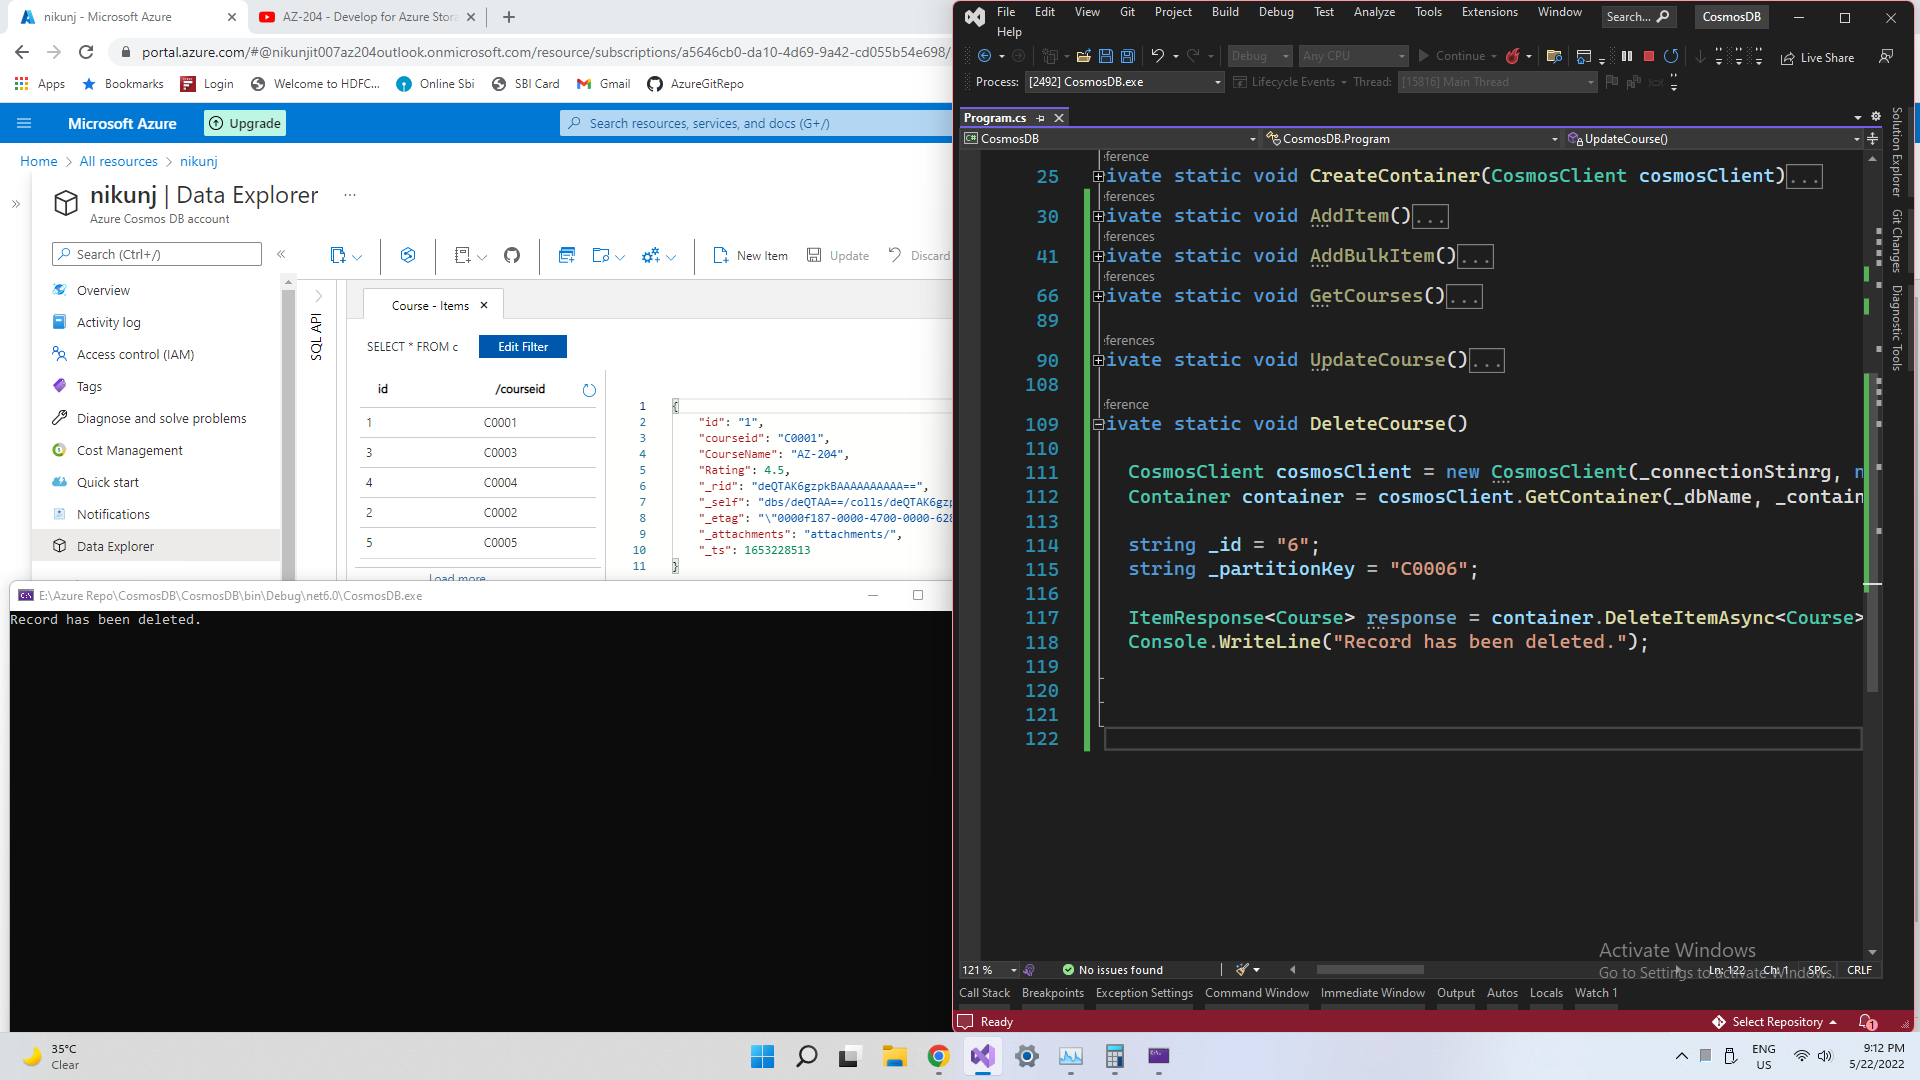 nikunj - Microsoft Azure
AZ-204 - Develop for Azure Stora
portal.azure.com/#@nikunjit007az204outlook.onmicrosoft.com/resource/subscriptions/a5646cb0-da10-4d69-9a42-cd055b54e698/
Apps Bookmarks Login Welcome to HDFC... Online Sbi SBI Card Gmail AzureGitRepo
Microsoft Azure Upgrade Search resources, services, and docs (G+/)
Home > All resources > nikunj
nikunj | Data Explorer ...
Azure Cosmos DB account
Search (Ctrl+/)
New Item Update Discard
Overview
Activity log
Access control (IAM)
Tags
Diagnose and solve problems
Cost Management
Quick start
Notifications
Data Explorer
SQL API
Course - Items
SELECT * FROM c Edit Filter
id /courseid
1 C0001
3 C0003
4 C0004
2 C0002
5 C0005
Load more
1 {
2 "id": "1",
3 "courseid": "C0001",
4 "CourseName": "AZ-204",
5 "Rating": 4.5,
6 "_rid": "deQTAK6gzpkBAAAAAAAAAA==",
7 "_self": "dbs/deQTAA==/colls/deQTAK6gzp
8 "_etag": "\"0000f187-0000-4700-0000-628
9 "_attachments": "attachments/",
10 "_ts": 1653228513
11 }
E:\Azure Repo\CosmosDB\CosmosDB\bin\Debug\net6.0\CosmosDB.exe
Record has been deleted.
File Edit View Git Project Build Debug Test Analyze Tools Extensions Window Search... CosmosDB
Help
Debug Any CPU Continue Live Share
Process: [2492] CosmosDB.exe Lifecycle Events Thread: [15816] Main Thread
Program.cs
CosmosDB CosmosDB.Program UpdateCourse()
eference
25 ivate static void CreateContainer(CosmosClient cosmosClient)...
eferences
30 ivate static void AddItem()...
eferences
41 ivate static void AddBulkItem()...
eferences
66 ivate static void GetCourses()...
89
eferences
90 ivate static void UpdateCourse()...
108
eference
109 ivate static void DeleteCourse()
110
111 CosmosClient cosmosClient = new CosmosClient(_connectionStinrg, n
112 Container container = cosmosClient.GetContainer(_dbName, _contain
113
114 string _id = "6";
115 string _partitionKey = "C0006";
116
117 ItemResponse<Course> response = container.DeleteItemAsync<Course>
118 Console.WriteLine("Record has been deleted.");
119
120
121
122
Solution Explorer
Git Changes
Diagnostic Tools
Activate Windows
Go to Settings to activate Windows.
121 % No issues found Ln: 122 Ch: 1 SPC CRLF
Call Stack Breakpoints Exception Settings Command Window Immediate Window Output Autos Locals Watch 1
Ready Select Repository 1
35°C
Clear
ENG
US
9:12 PM
5/22/2022